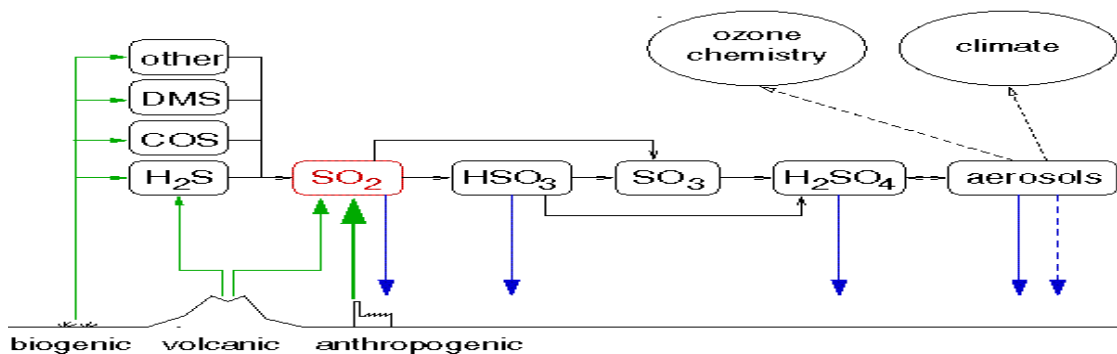 ozone
chemistry
climate
other
DMS
COS
H₂S
SO₂
HSO₃
SO₃
H₂SO₄
aerosols
biogenic
volcanic
anthropogenic